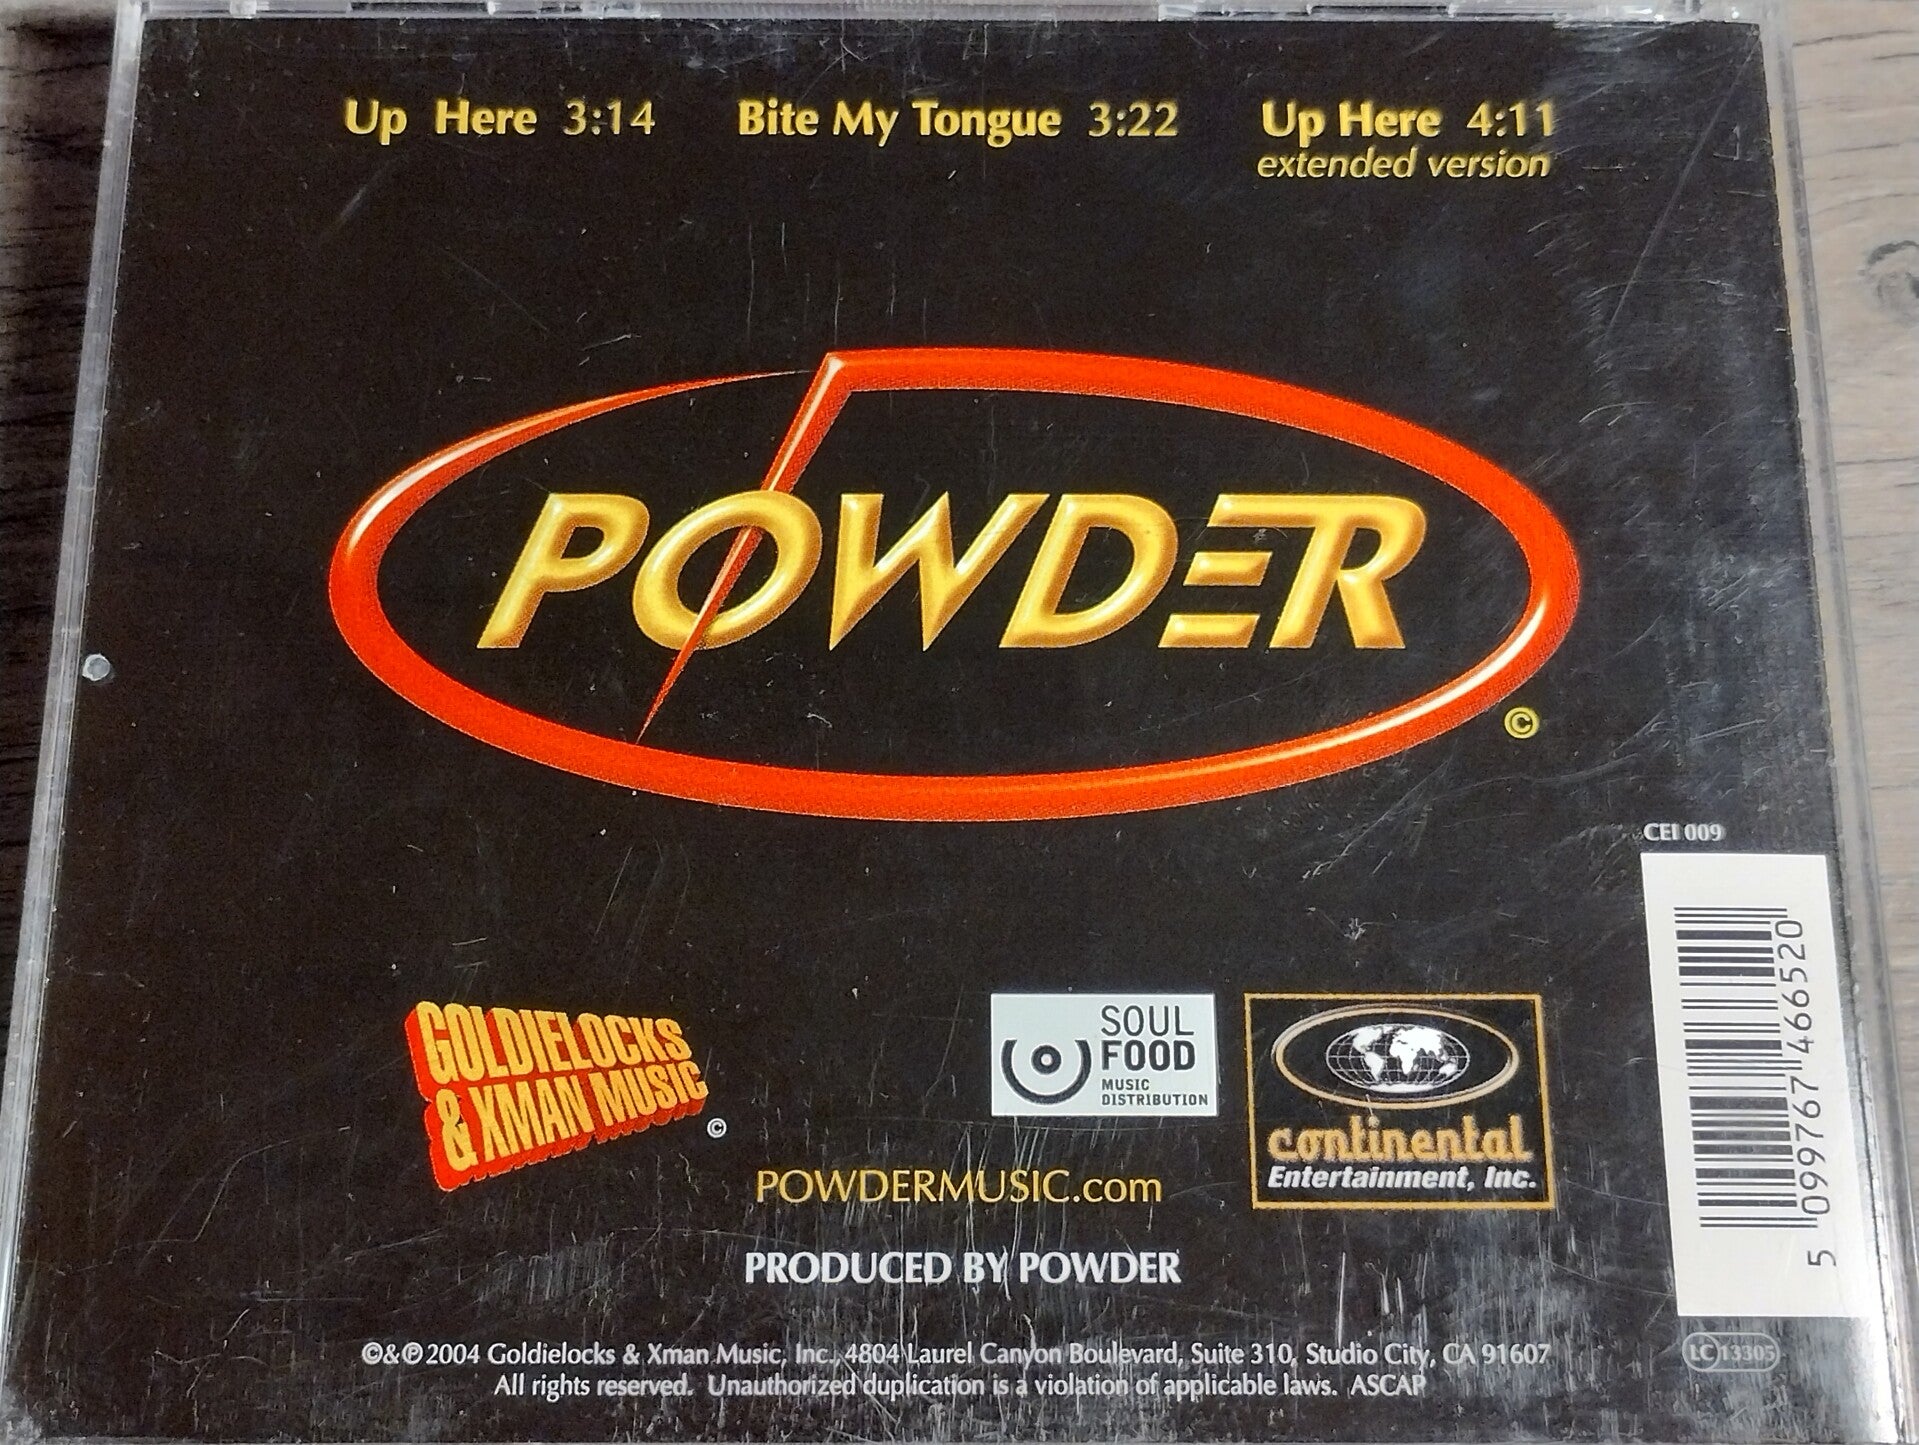 Up Here 3:14 Bite My Tongue 3:22 Up Here 4:11
extended version
POWDER
©
CEI 009
5 099767 466520
GOLDIELOCKS
& XMAN MUSIC
©
SOUL
FOOD
MUSIC
DISTRIBUTION
continental
Entertainment, Inc.
POWDERMUSIC.com
PRODUCED BY POWDER
©&℗2004 Goldielocks & Xman Music, Inc., 4804 Laurel Canyon Boulevard, Suite 310, Studio City, CA 91607
All rights reserved. Unauthorized duplication is a violation of applicable laws. ASCAP
LC 13305